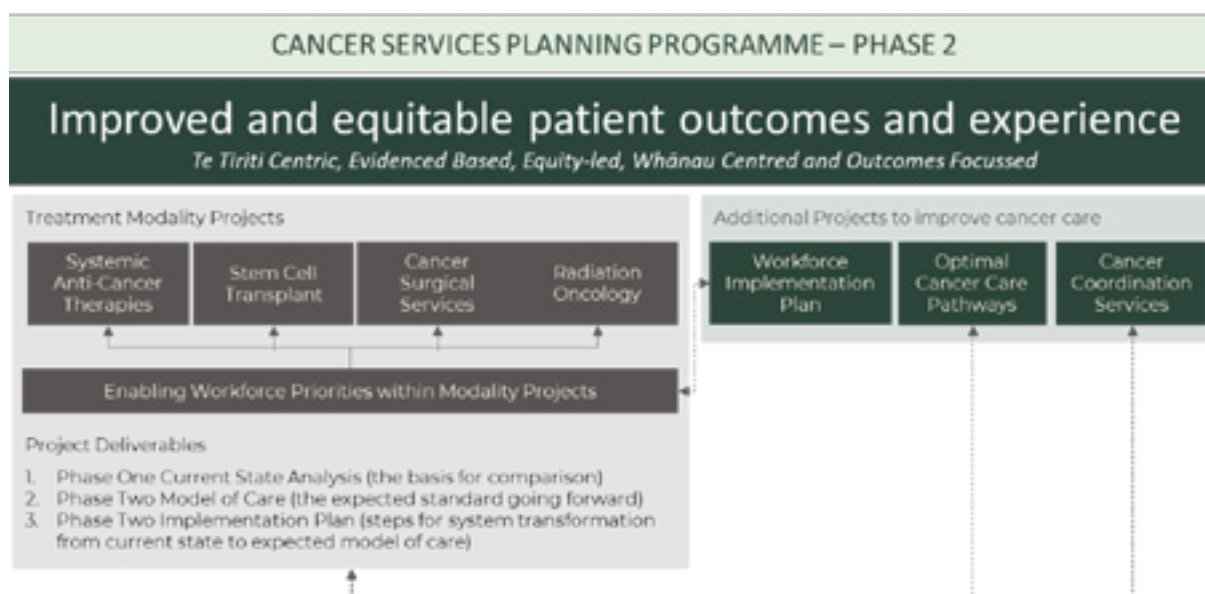 CANCER SERVICES PLANNING PROGRAMME – PHASE 2
Improved and equitable patient outcomes and experience
Te Tiriti Centric, Evidenced Based, Equity-led, Whānau Centred and Outcomes Focussed
Treatment Modality Projects
Systemic
Anti-Cancer
Therapies
Stem Cell
Transplant
Cancer
Surgical
Services
Radiation
Oncology
Enabling Workforce Priorities within Modality Projects
Project Deliverables
1. Phase One Current State Analysis (the basis for comparison)
2. Phase Two Model of Care (the expected standard going forward)
3. Phase Two Implementation Plan (steps for system transformation
from current state to expected model of care)
Additional Projects to improve cancer care
Workforce
Implementation
Plan
Optimal
Cancer Care
Pathways
Cancer
Coordination
Services